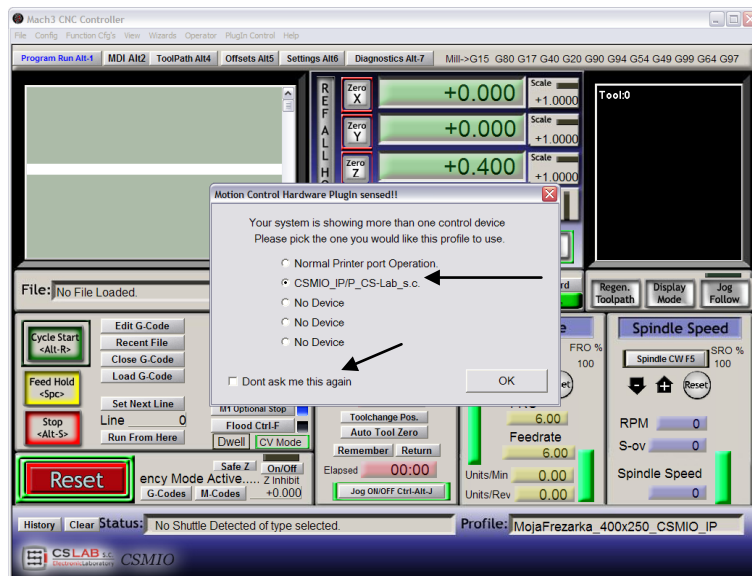 Mach3 CNC Controller
File Config Function Cfg's View Wizards Operator PlugIn Control Help
Program Run Alt-1 MDI Alt2 ToolPath Alt4 Offsets Alt5 Settings Alt6 Diagnostics Alt-7 Mill->G15 G80 G17 G40 G20 G90 G94 G54 G49 G99 G64 G97
REF ALL H
Zero X +0.000 Scale +1.0000
Zero Y +0.000 Scale +1.0000
Zero Z +0.400 Scale +1.0000
Tool:0
Motion Control Hardware PlugIn sensed!!
Your system is showing more than one control device
Please pick the one you would like this profile to use.
Normal Printer port Operation.
CSMIO_IP/P_CS-Lab_s.c.
No Device
No Device
No Device
Dont ask me this again
OK
File: No File Loaded.
rd
Regen. Toolpath
Display Mode
Jog Follow
Cycle Start
<Alt-R>
Feed Hold
<Spc>
Stop
<Alt-S>
Edit G-Code
Recent File
Close G-Code
Load G-Code
Set Next Line
Line 0
Run From Here
M1 Optional Stop
Flood Ctrl-F
Dwell CV Mode
Toolchange Pos.
Auto Tool Zero
Remember Return
Elapsed 00:00
Jog ON/OFF Ctrl-Alt-J
e
FRO %
100
et
6.00
Feedrate
6.00
Units/Min 0.00
Units/Rev 0.00
Spindle Speed
Spindle CW F5
SRO %
100
Reset
RPM 0
S-ov 0
Spindle Speed
0
Reset
ency Mode Active.....
Safe Z
On/Off
Z Inhibit
+0.000
G-Codes M-Codes
History Clear Status: No Shuttle Detected of type selected. Profile: MojaFrezarka_400x250_CSMIO_IP
CSLAB s.c.
ElectronicLaboratory
CSMIO